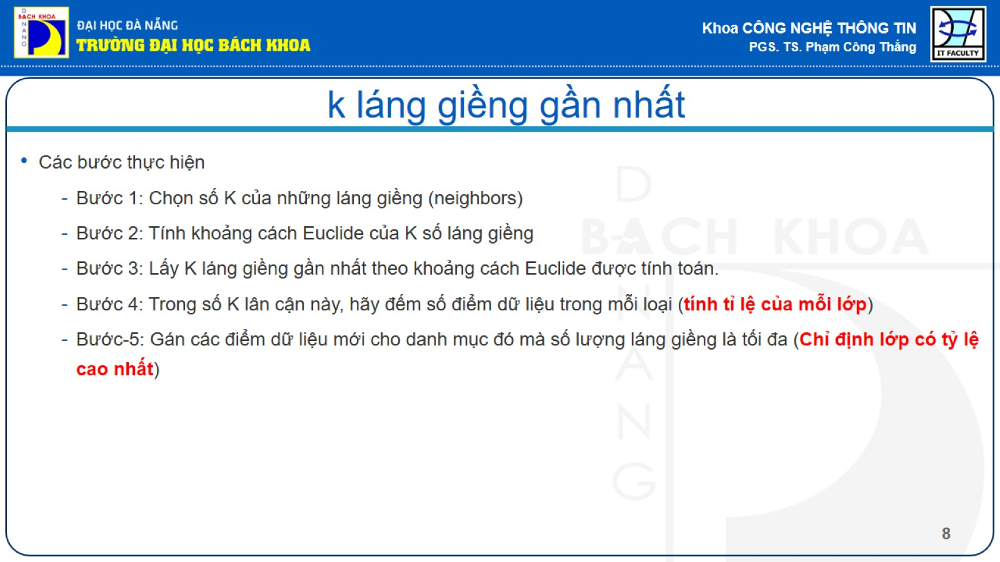 D
BACH KHOA
N
A
N
G
ĐẠI HỌC ĐÀ NẴNG
TRƯỜNG ĐẠI HỌC BÁCH KHOA
Khoa CÔNG NGHỆ THÔNG TIN
PGS. TS. Phạm Công Thắng
IT FACULTY
k láng giềng gần nhất
• Các bước thực hiện
- Bước 1: Chọn số K của những láng giềng (neighbors)
- Bước 2: Tính khoảng cách Euclide của K số láng giềng
- Bước 3: Lấy K láng giềng gần nhất theo khoảng cách Euclide được tính toán.
- Bước 4: Trong số K lân cận này, hãy đếm số điểm dữ liệu trong mỗi loại (tính tỉ lệ của mỗi lớp)
- Bước-5: Gán các điểm dữ liệu mới cho danh mục đó mà số lượng láng giềng là tối đa (Chỉ định lớp có tỷ lệ
cao nhất)
D
BACH KHOA
N
A
N
G
8